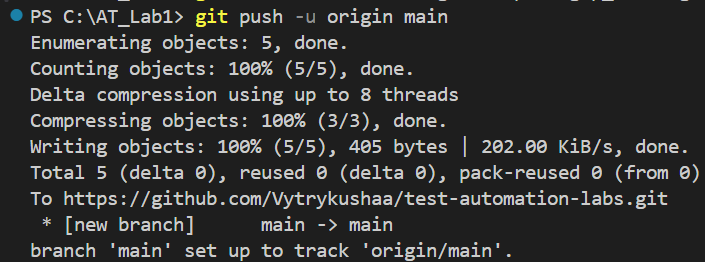 PS C:\AT_Lab1> git push -u origin main
Enumerating objects: 5, done.
Counting objects: 100% (5/5), done.
Delta compression using up to 8 threads
Compressing objects: 100% (3/3), done.
Writing objects: 100% (5/5), 405 bytes | 202.00 KiB/s, done.
Total 5 (delta 0), reused 0 (delta 0), pack-reused 0 (from 0)
To https://github.com/Vytrykushaa/test-automation-labs.git
 * [new branch]      main -> main
branch 'main' set up to track 'origin/main'.